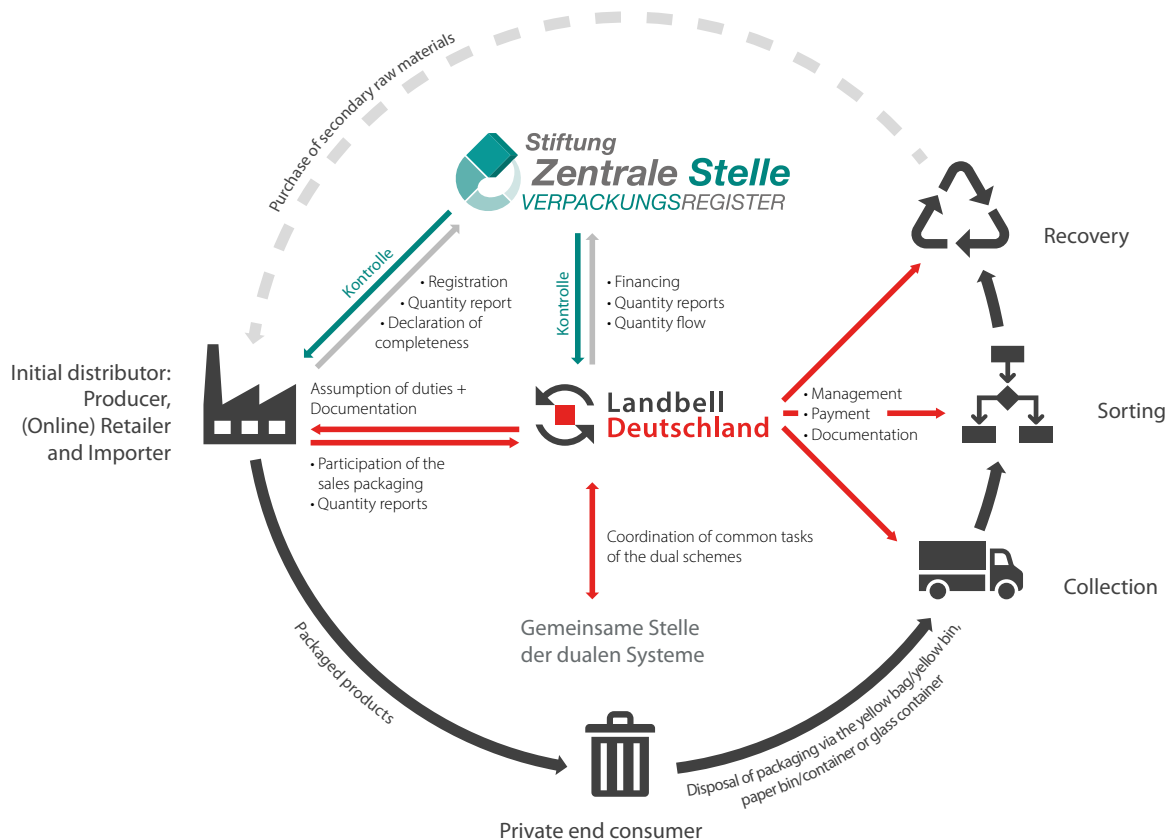 Purchase of secondary raw materials
Stiftung
Zentrale Stelle
VERPACKUNGSREGISTER
Recovery
Kontrolle
• Registration
• Quantity report
• Declaration of
completeness
Kontrolle
• Financing
• Quantity reports
• Quantity flow
Initial distributor:
Producer,
(Online) Retailer
and Importer
Assumption of duties +
Documentation
• Participation of the
sales packaging
• Quantity reports
Landbell
Deutschland
• Management
• Payment
• Documentation
Sorting
Coordination of common tasks
of the dual schemes
Collection
Gemeinsame Stelle
der dualen Systeme
Packaged products
Disposal of packaging via the yellow bag/yellow bin,
paper bin/container or glass container
Private end consumer